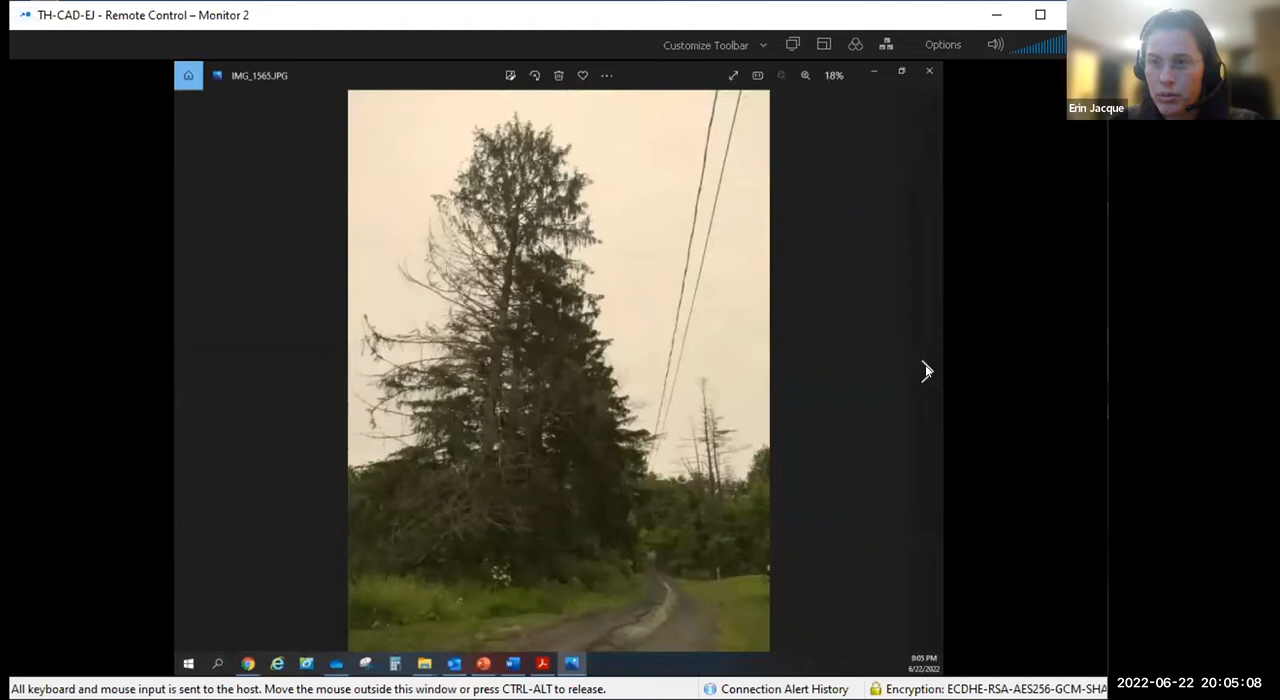 TH-CAD-EJ - Remote Control – Monitor 2
Customize Toolbar
Options
IMG_1565.JPG
18%
Erin Jacque
8:05 PM
6/22/2022
All keyboard and mouse input is sent to the host. Move the mouse outside this window or press CTRL-ALT to release.
Connection Alert History
Encryption: ECDHE-RSA-AES256-GCM-SHA
2022-06-22 20:05:08